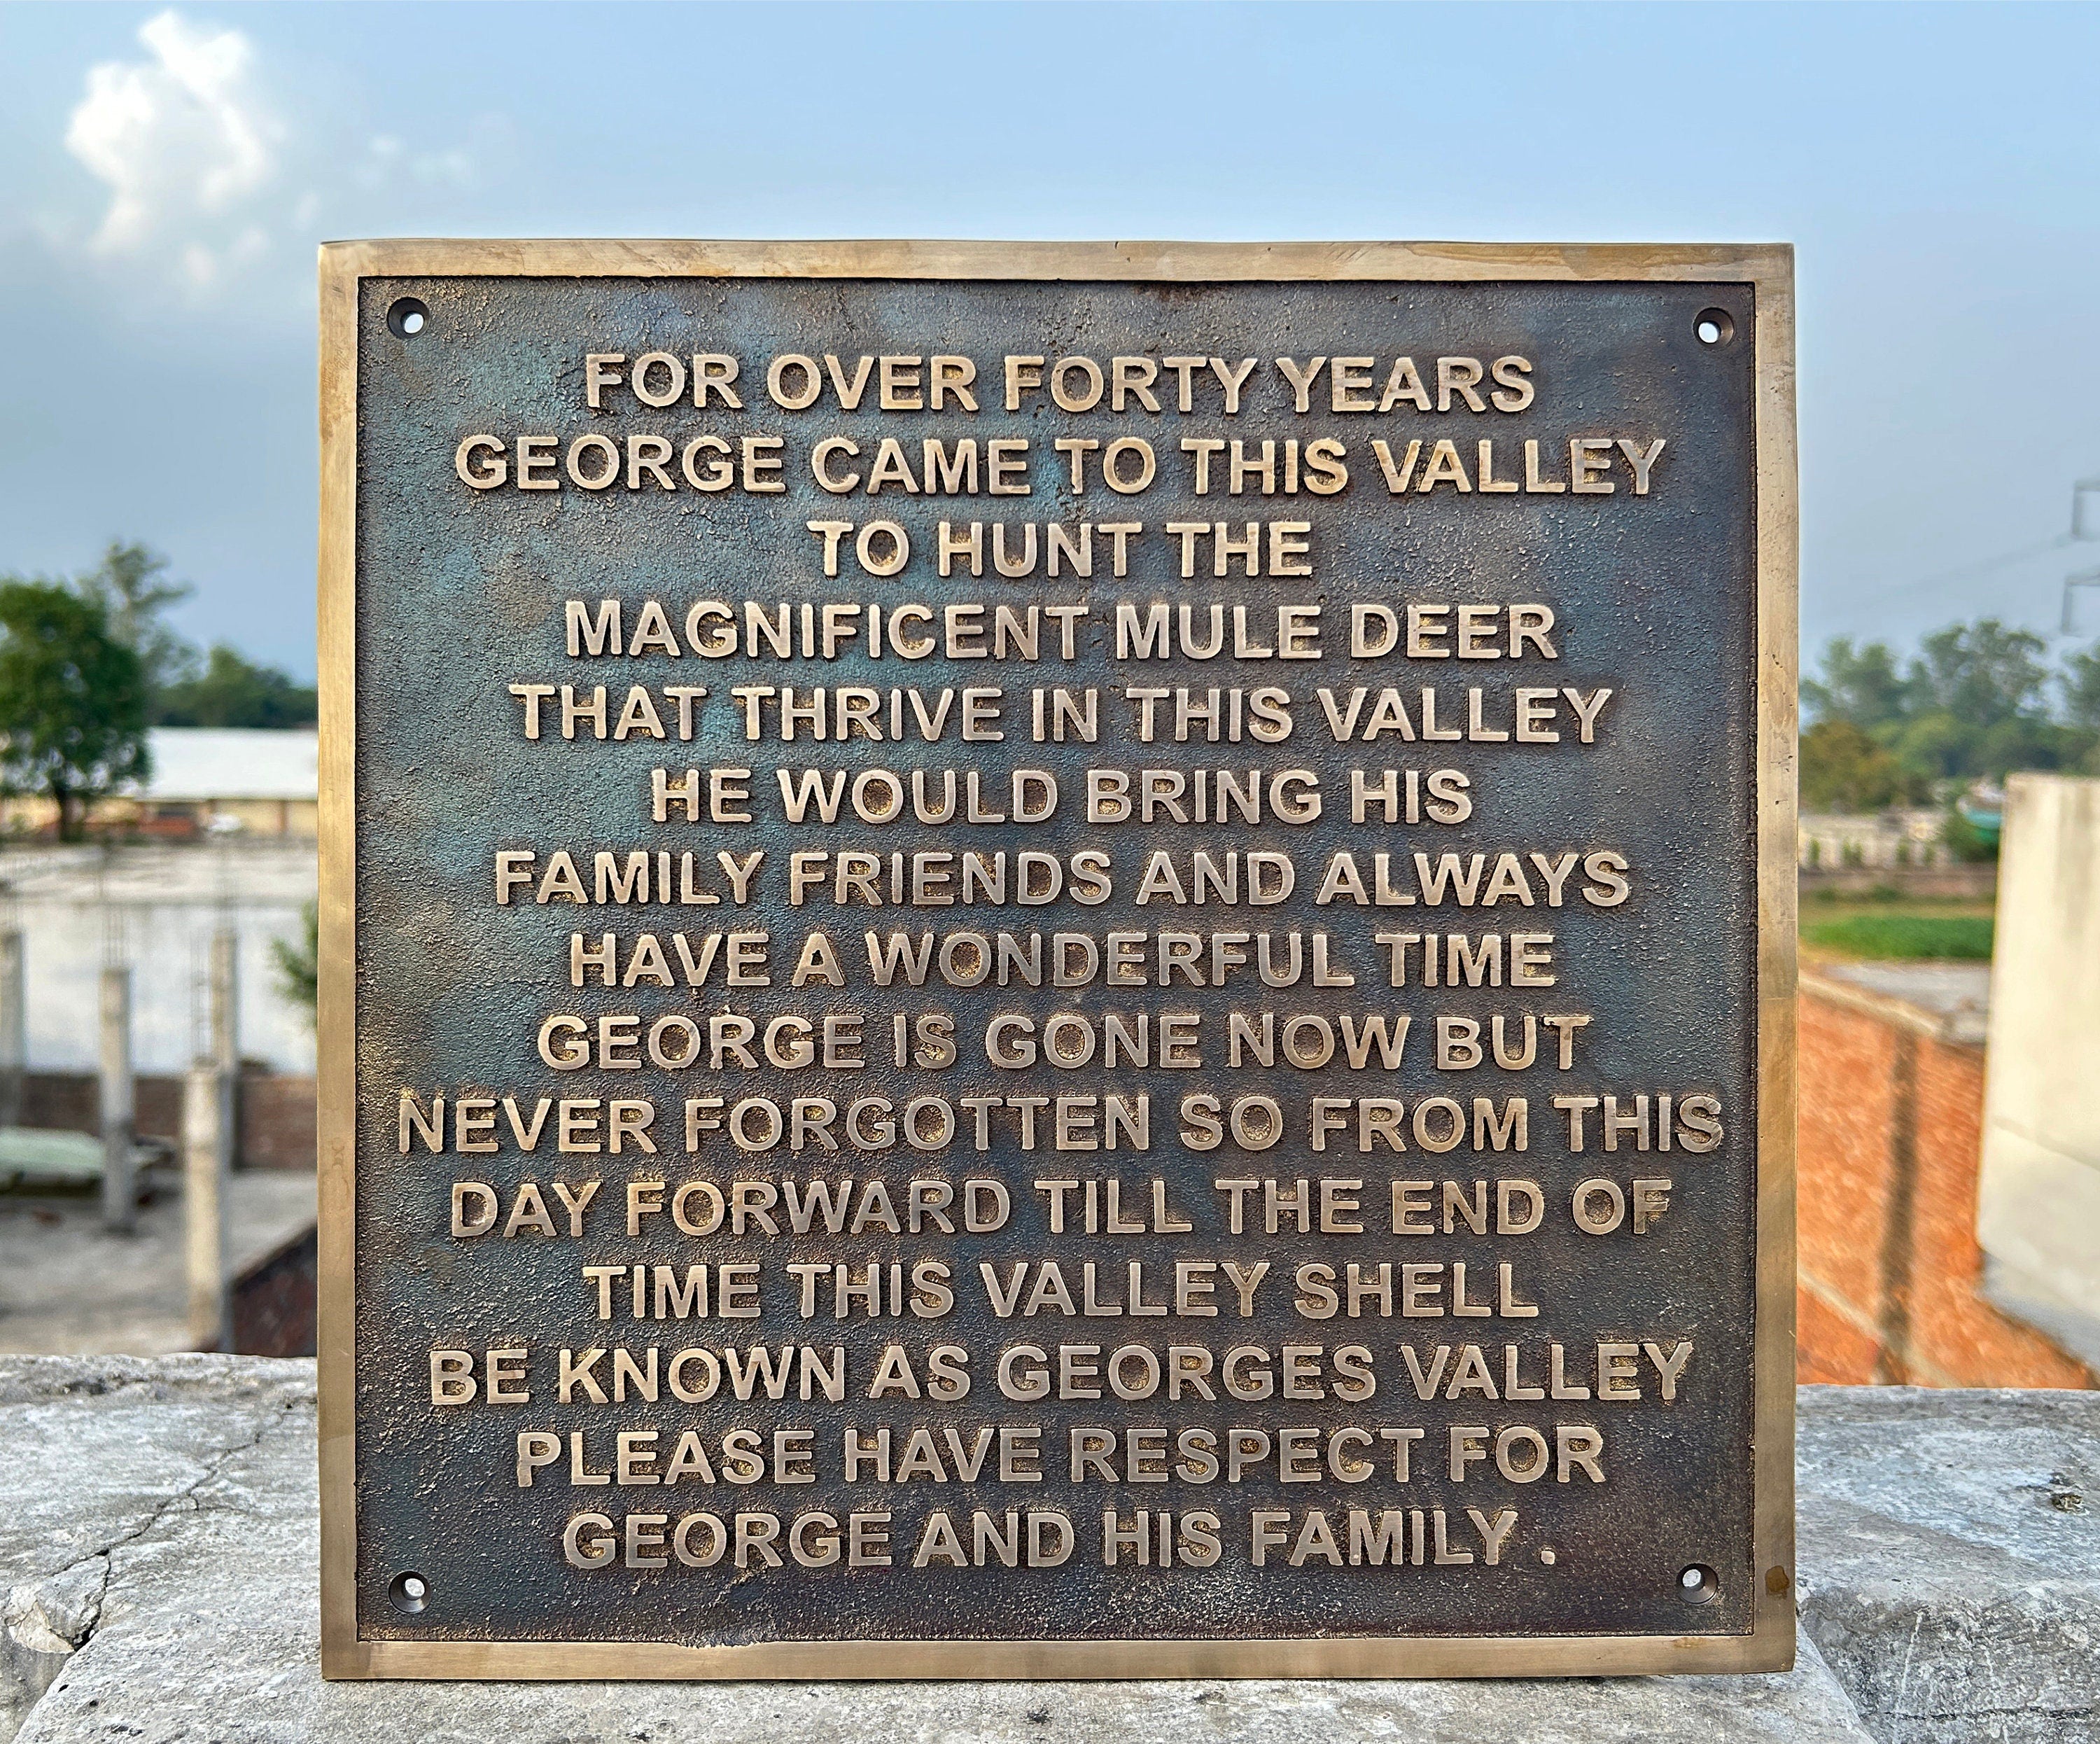 FOR OVER FORTY YEARS
GEORGE CAME TO THIS VALLEY
TO HUNT THE
MAGNIFICENT MULE DEER
THAT THRIVE IN THIS VALLEY
HE WOULD BRING HIS
FAMILY FRIENDS AND ALWAYS
HAVE A WONDERFUL TIME
GEORGE IS GONE NOW BUT
NEVER FORGOTTEN SO FROM THIS
DAY FORWARD TILL THE END OF
TIME THIS VALLEY SHELL
BE KNOWN AS GEORGES VALLEY
PLEASE HAVE RESPECT FOR
GEORGE AND HIS FAMILY .